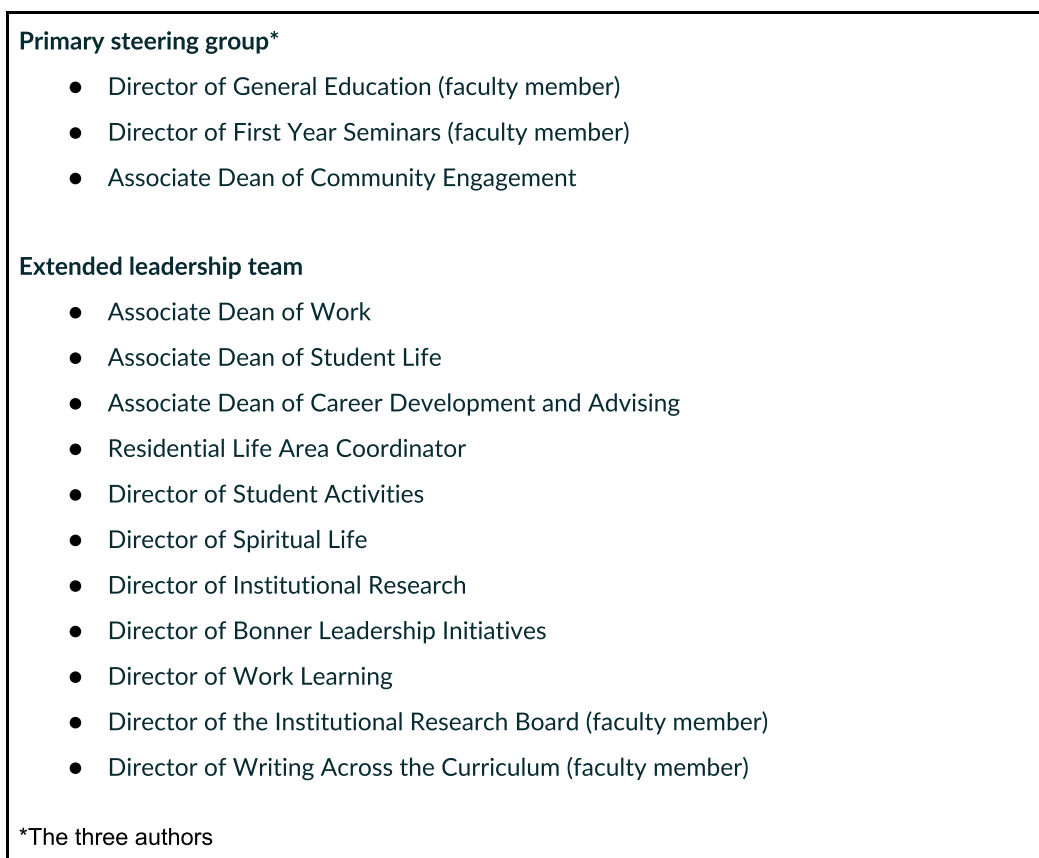 Primary steering group*
● Director of General Education (faculty member)
● Director of First Year Seminars (faculty member)
● Associate Dean of Community Engagement
Extended leadership team
● Associate Dean of Work
● Associate Dean of Student Life
● Associate Dean of Career Development and Advising
● Residential Life Area Coordinator
● Director of Student Activities
● Director of Spiritual Life
● Director of Institutional Research
● Director of Bonner Leadership Initiatives
● Director of Work Learning
● Director of the Institutional Research Board (faculty member)
● Director of Writing Across the Curriculum (faculty member)
*The three authors